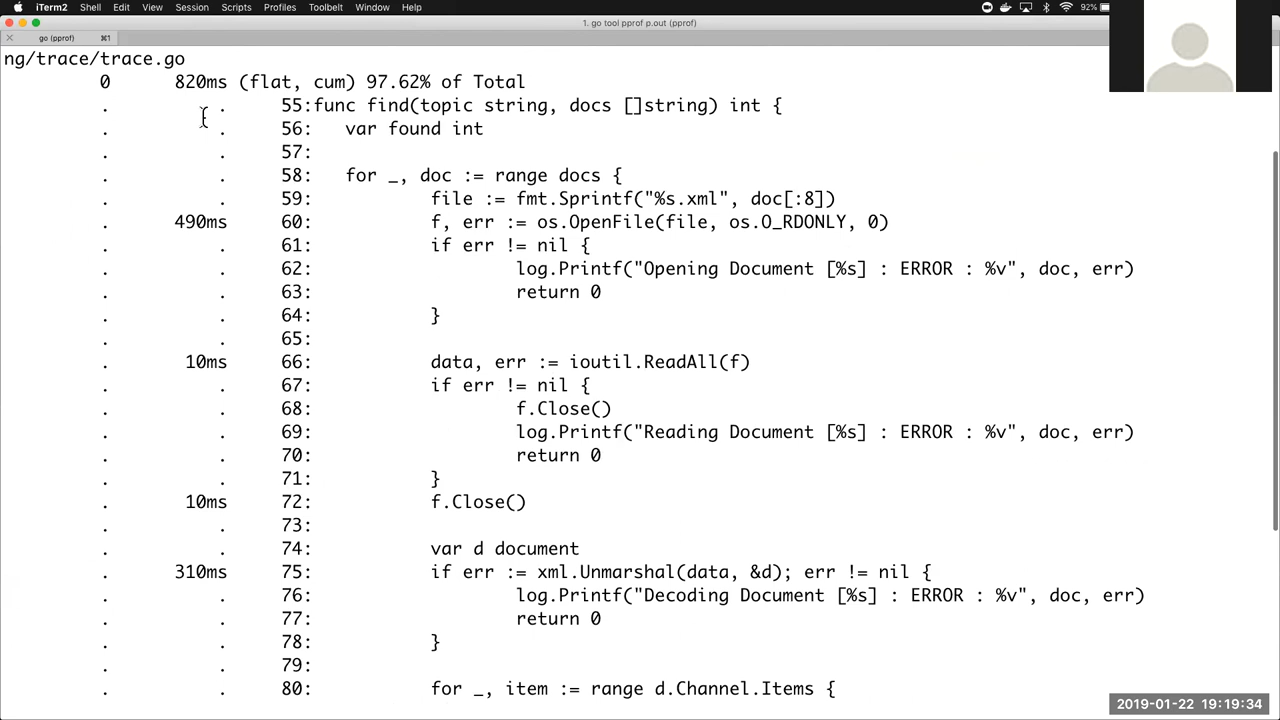 iTerm2 Shell Edit View Session Scripts Profiles Toolbelt Window Help 92%
1. go tool pprof p.out (pprof)
go (pprof) ⌘1
ng/trace/trace.go
0 820ms (flat, cum) 97.62% of Total
. . 55:func find(topic string, docs []string) int {
. . 56: var found int
. . 57:
. . 58: for _, doc := range docs {
. . 59: file := fmt.Sprintf("%s.xml", doc[:8])
. 490ms 60: f, err := os.OpenFile(file, os.O_RDONLY, 0)
. . 61: if err != nil {
. . 62: log.Printf("Opening Document [%s] : ERROR : %v", doc, err)
. . 63: return 0
. . 64: }
. . 65:
. 10ms 66: data, err := ioutil.ReadAll(f)
. . 67: if err != nil {
. . 68: f.Close()
. . 69: log.Printf("Reading Document [%s] : ERROR : %v", doc, err)
. . 70: return 0
. . 71: }
. 10ms 72: f.Close()
. . 73:
. . 74: var d document
. 310ms 75: if err := xml.Unmarshal(data, &d); err != nil {
. . 76: log.Printf("Decoding Document [%s] : ERROR : %v", doc, err)
. . 77: return 0
. . 78: }
. . 79:
. . 80: for _, item := range d.Channel.Items {
2019-01-22 19:19:34